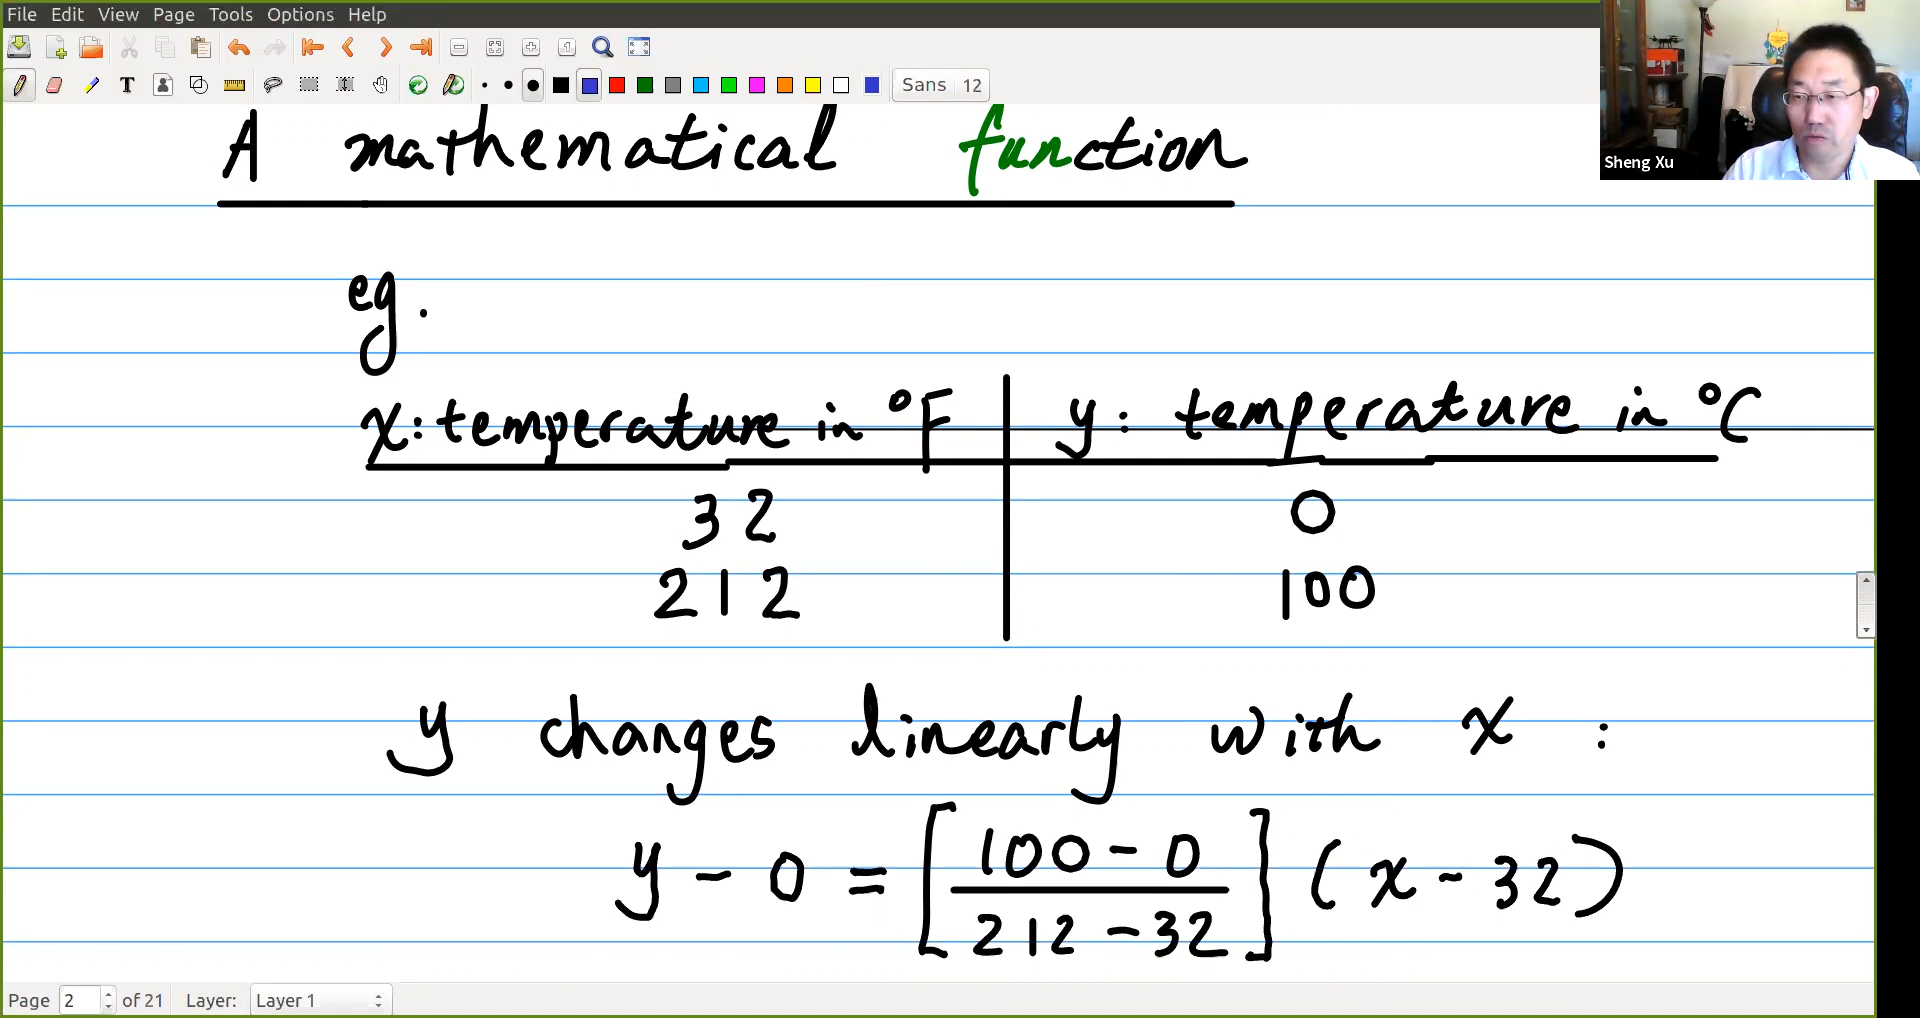 File Edit View Page Tools Options Help
Sans 12
Sheng Xu
A mathematical function
eg.
x: temperature in °F | y: temperature in °C
32 | 0
212 | 100
y changes linearly with x :
y - 0 = [ (100 - 0) / (212 - 32) ] (x - 32)
Page 2 of 21 Layer: Layer 1